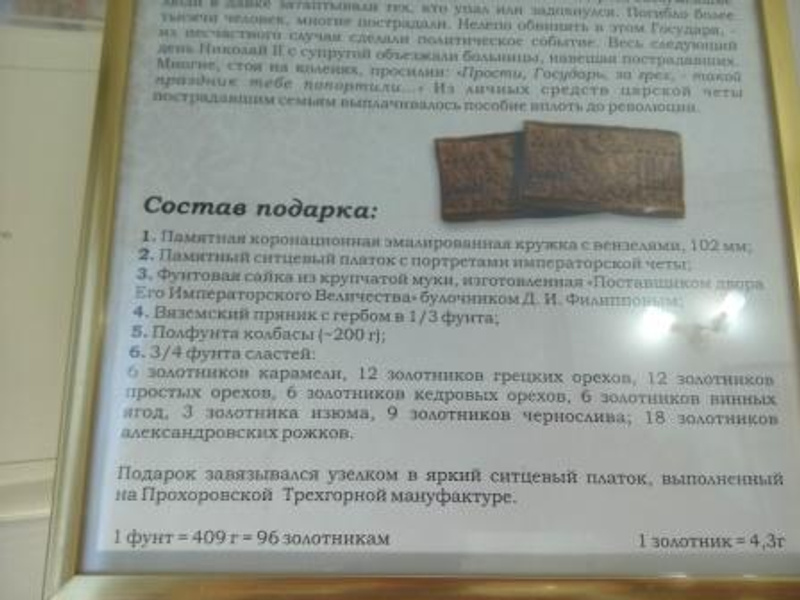 люди в давке затаптывали тех, кто упал или задохнулся. Погибло более
тысячи человек, многие пострадали. Нелепо обвинить в этом Государя, -
их несчастного случая сделали политическое событие. Весь следующий
день Николай II с супругой объезжали больницы, навещая пострадавших.
Многие, стоя на коленях, просили: «Прости, Государь, за грех, - такой
праздник тебе попортили...» Из личных средств царской четы
пострадавшим семьям выплачивалось пособие вплоть до революции.
Состав подарка:
1. Памятная коронационная эмалированная кружка с вензелями, 102 мм;
2. Памятный ситцевый платок с портретами императорской четы;
3. Фунтовая сайка из крупчатой муки, изготовленная «Поставщиком двора
Его Императорского Величества» булочником Д. И. Филипповым;
4. Вяземский пряник с гербом в 1/3 фунта;
5. Полфунта колбасы (~200 г);
6. 3/4 фунта сластей:
6 золотников карамели, 12 золотников грецких орехов, 12 золотников
простых орехов, 6 золотников кедровых орехов, 6 золотников винных
ягод, 3 золотника изюма, 9 золотников чернослива; 18 золотников
александровских рожков.
Подарок завязывался узелком в яркий ситцевый платок, выполненный
на Прохоровской Трехгорной мануфактуре.
1 фунт = 409 г = 96 золотникам
1 золотник = 4,3г